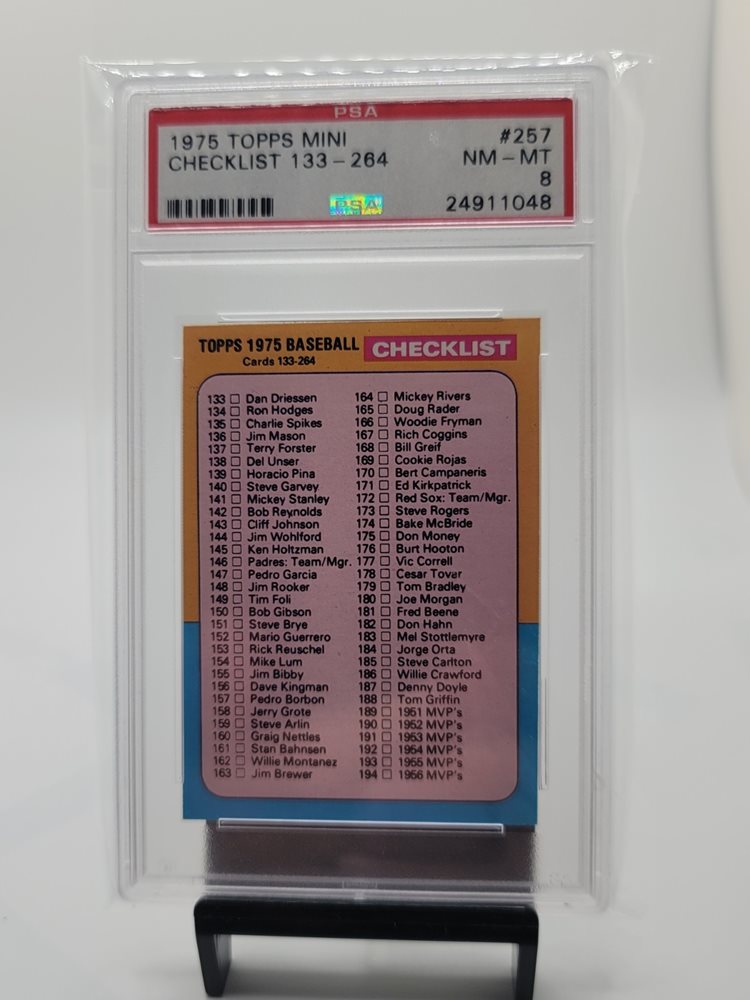 PSA
1975 TOPPS MINI #257
CHECKLIST 133-264 NM-MT
8
PSA 24911048
TOPPS 1975 BASEBALL CHECKLIST
Cards 133-264
133 Dan Driessen
134 Ron Hodges
135 Charlie Spikes
136 Jim Mason
137 Terry Forster
138 Del Unser
139 Horacio Pina
140 Steve Garvey
141 Mickey Stanley
142 Bob Reynolds
143 Cliff Johnson
144 Jim Wohlford
145 Ken Holtzman
146 Padres: Team/Mgr.
147 Pedro Garcia
148 Jim Rooker
149 Tim Foli
150 Bob Gibson
151 Steve Brye
152 Mario Guerrero
153 Rick Reuschel
154 Mike Lum
155 Jim Bibby
156 Dave Kingman
157 Pedro Borbon
158 Jerry Grote
159 Steve Arlin
160 Graig Nettles
161 Stan Bahnsen
162 Willie Montanez
163 Jim Brewer
164 Mickey Rivers
165 Doug Rader
166 Woodie Fryman
167 Rich Coggins
168 Bill Greif
169 Cookie Rojas
170 Bert Campaneris
171 Ed Kirkpatrick
172 Red Sox: Team/Mgr.
173 Steve Rogers
174 Bake McBride
175 Don Money
176 Burt Hooton
177 Vic Correll
178 Cesar Tovar
179 Tom Bradley
180 Joe Morgan
181 Fred Beene
182 Don Hahn
183 Mel Stottlemyre
184 Jorge Orta
185 Steve Carlton
186 Willie Crawford
187 Denny Doyle
188 Tom Griffin
189 1951 MVP's
190 1952 MVP's
191 1953 MVP's
192 1954 MVP's
193 1955 MVP's
194 1956 MVP's